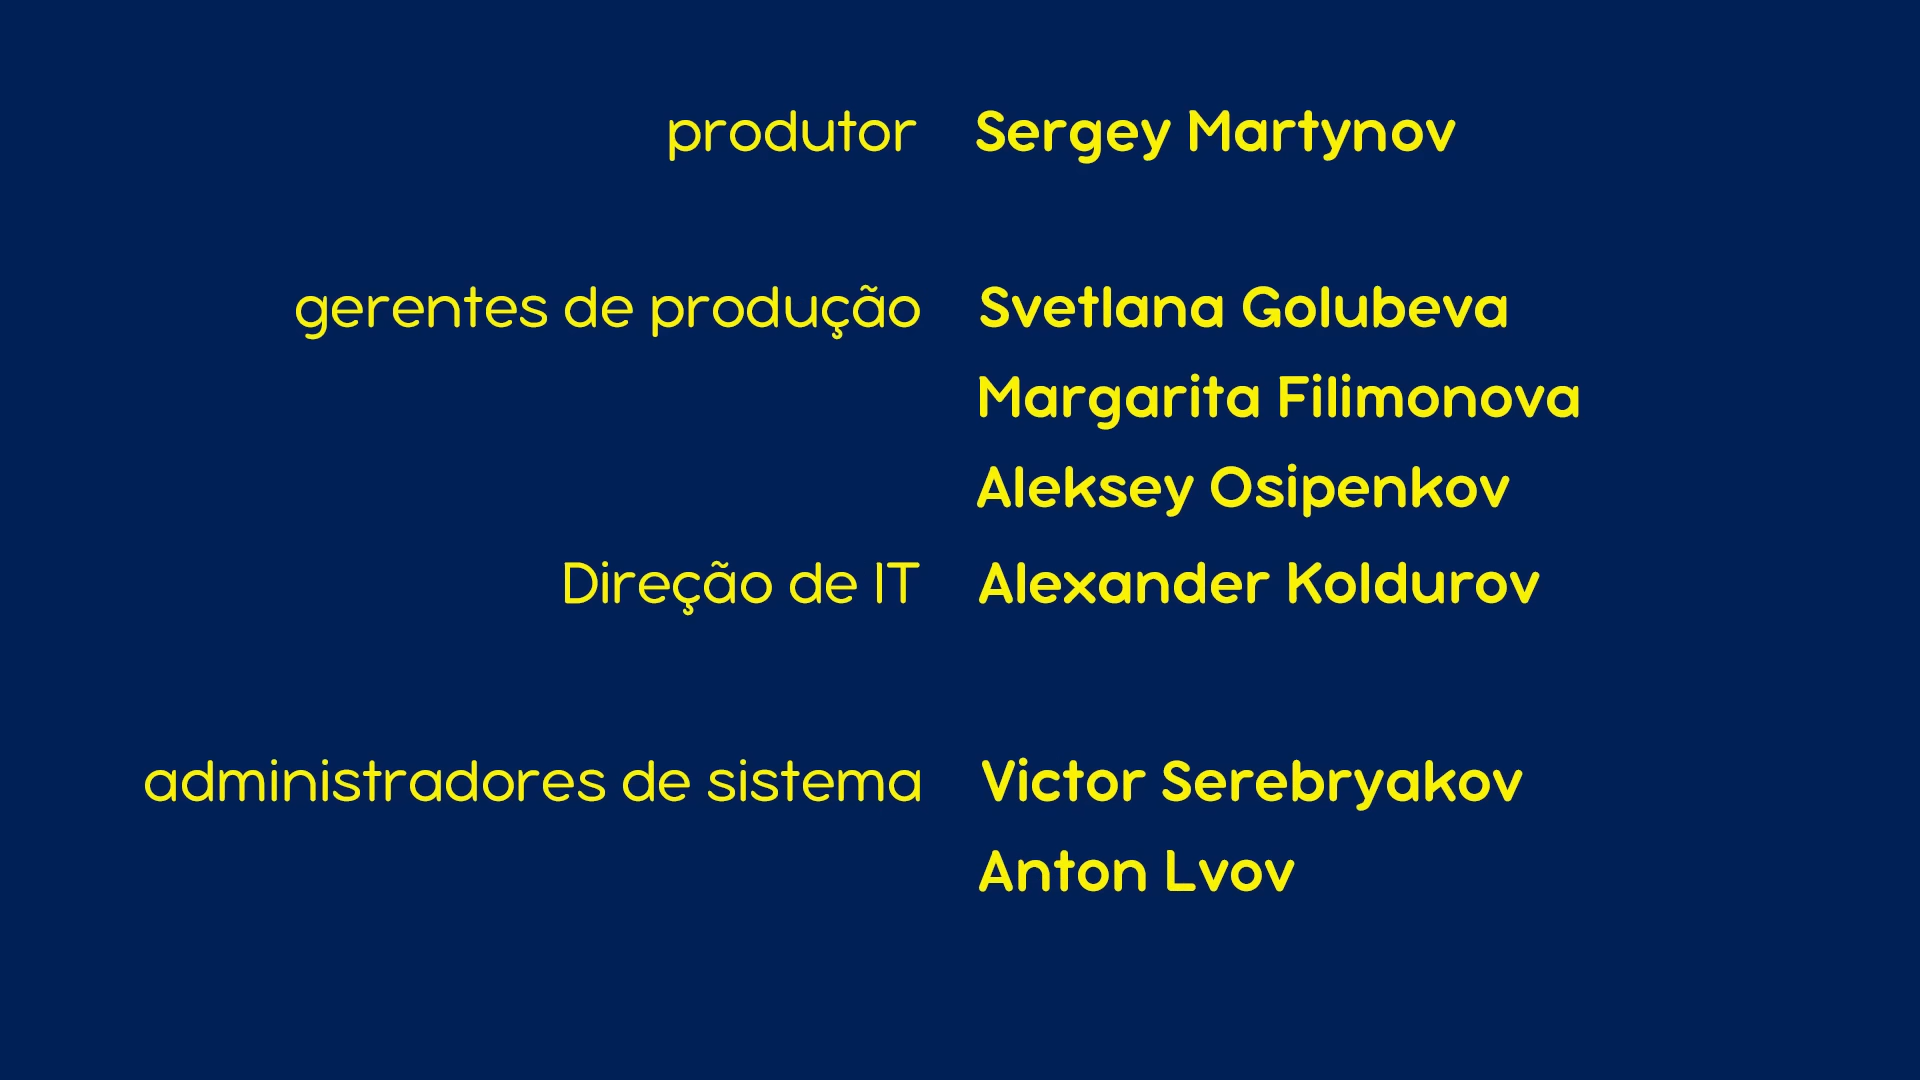 produtor Sergey Martynov
gerentes de produção Svetlana Golubeva
Margarita Filimonova
Aleksey Osipenkov
Direção de IT Alexander Koldurov
administradores de sistema Victor Serebryakov
Anton Lvov